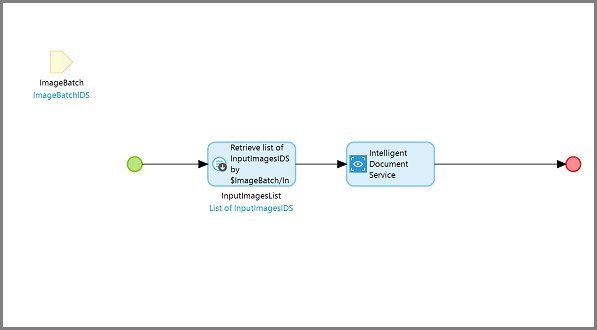 ImageBatch
ImageBatchIDS
Retrieve list of
InputImagesIDS
by
$ImageBatch/In
InputImagesList
List of InputImagesIDS
Intelligent
Document
Service